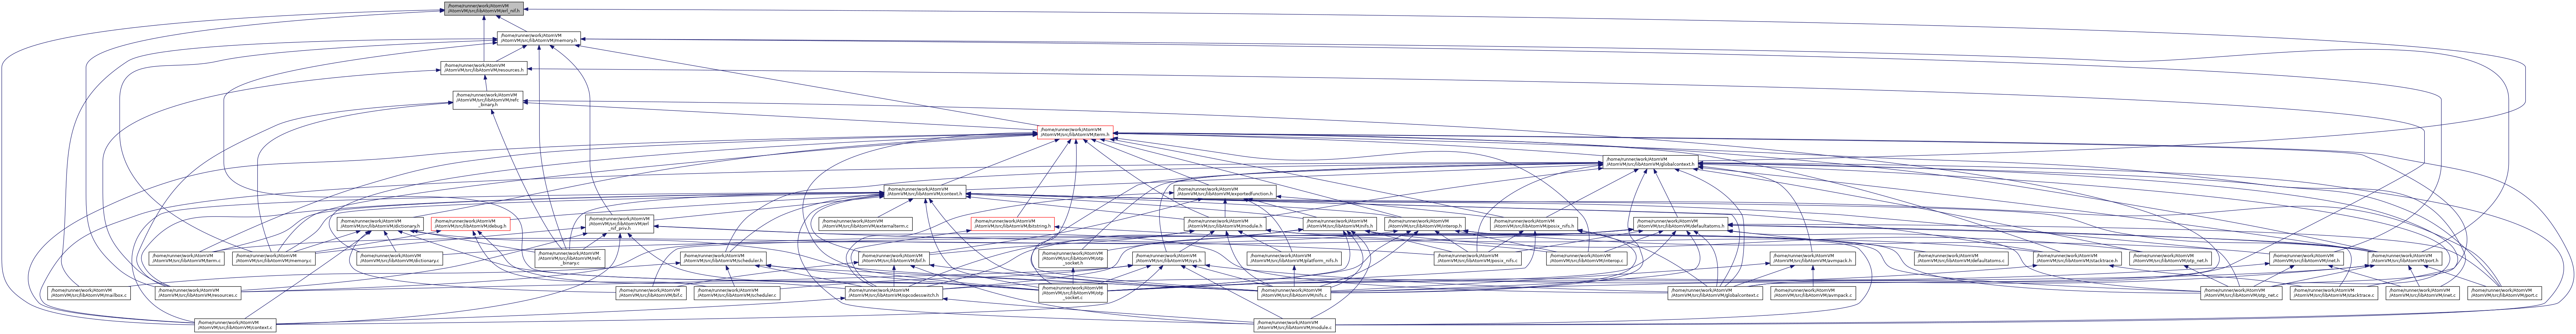 /home/runner/work/AtomVM
/AtomVM/src/libAtomVM/erl_nif.h
/home/runner/work/AtomVM
/AtomVM/src/libAtomVM/memory.h
/home/runner/work/AtomVM
/AtomVM/src/libAtomVM/resources.h
/home/runner/work/AtomVM
/AtomVM/src/libAtomVM/refc
_binary.h
/home/runner/work/AtomVM
/AtomVM/src/libAtomVM/term.h
/home/runner/work/AtomVM
/AtomVM/src/libAtomVM/globalcontext.h
/home/runner/work/AtomVM
/AtomVM/src/libAtomVM/context.h
/home/runner/work/AtomVM
/AtomVM/src/libAtomVM/exportedfunction.h
/home/runner/work/AtomVM
/AtomVM/src/libAtomVM/dictionary.h
/home/runner/work/AtomVM
/AtomVM/src/libAtomVM/debug.h
/home/runner/work/AtomVM
/AtomVM/src/libAtomVM/erl
_nif_priv.h
/home/runner/work/AtomVM
/AtomVM/src/libAtomVM/externalterm.c
/home/runner/work/AtomVM
/AtomVM/src/libAtomVM/bitstring.h
/home/runner/work/AtomVM
/AtomVM/src/libAtomVM/module.h
/home/runner/work/AtomVM
/AtomVM/src/libAtomVM/nifs.h
/home/runner/work/AtomVM
/AtomVM/src/libAtomVM/interop.h
/home/runner/work/AtomVM
/AtomVM/src/libAtomVM/posix_nifs.h
/home/runner/work/AtomVM
/AtomVM/src/libAtomVM/defaultatoms.h
/home/runner/work/AtomVM
/AtomVM/src/libAtomVM/term.c
/home/runner/work/AtomVM
/AtomVM/src/libAtomVM/memory.c
/home/runner/work/AtomVM
/AtomVM/src/libAtomVM/dictionary.c
/home/runner/work/AtomVM
/AtomVM/src/libAtomVM/refc
_binary.c
/home/runner/work/AtomVM
/AtomVM/src/libAtomVM/scheduler.h
/home/runner/work/AtomVM
/AtomVM/src/libAtomVM/bif.h
/home/runner/work/AtomVM
/AtomVM/src/libAtomVM/otp
_socket.h
/home/runner/work/AtomVM
/AtomVM/src/libAtomVM/sys.h
/home/runner/work/AtomVM
/AtomVM/src/libAtomVM/platform_nifs.h
/home/runner/work/AtomVM
/AtomVM/src/libAtomVM/posix_nifs.c
/home/runner/work/AtomVM
/AtomVM/src/libAtomVM/interop.c
/home/runner/work/AtomVM
/AtomVM/src/libAtomVM/avmpack.h
/home/runner/work/AtomVM
/AtomVM/src/libAtomVM/defaultatoms.c
/home/runner/work/AtomVM
/AtomVM/src/libAtomVM/stacktrace.h
/home/runner/work/AtomVM
/AtomVM/src/libAtomVM/otp_net.h
/home/runner/work/AtomVM
/AtomVM/src/libAtomVM/inet.h
/home/runner/work/AtomVM
/AtomVM/src/libAtomVM/port.h
/home/runner/work/AtomVM
/AtomVM/src/libAtomVM/mailbox.c
/home/runner/work/AtomVM
/AtomVM/src/libAtomVM/resources.c
/home/runner/work/AtomVM
/AtomVM/src/libAtomVM/bif.c
/home/runner/work/AtomVM
/AtomVM/src/libAtomVM/scheduler.c
/home/runner/work/AtomVM
/AtomVM/src/libAtomVM/opcodesswitch.h
/home/runner/work/AtomVM
/AtomVM/src/libAtomVM/otp
_socket.c
/home/runner/work/AtomVM
/AtomVM/src/libAtomVM/nifs.c
/home/runner/work/AtomVM
/AtomVM/src/libAtomVM/globalcontext.c
/home/runner/work/AtomVM
/AtomVM/src/libAtomVM/avmpack.c
/home/runner/work/AtomVM
/AtomVM/src/libAtomVM/otp_net.c
/home/runner/work/AtomVM
/AtomVM/src/libAtomVM/stacktrace.c
/home/runner/work/AtomVM
/AtomVM/src/libAtomVM/inet.c
/home/runner/work/AtomVM
/AtomVM/src/libAtomVM/port.c
/home/runner/work/AtomVM
/AtomVM/src/libAtomVM/context.c
/home/runner/work/AtomVM
/AtomVM/src/libAtomVM/module.c